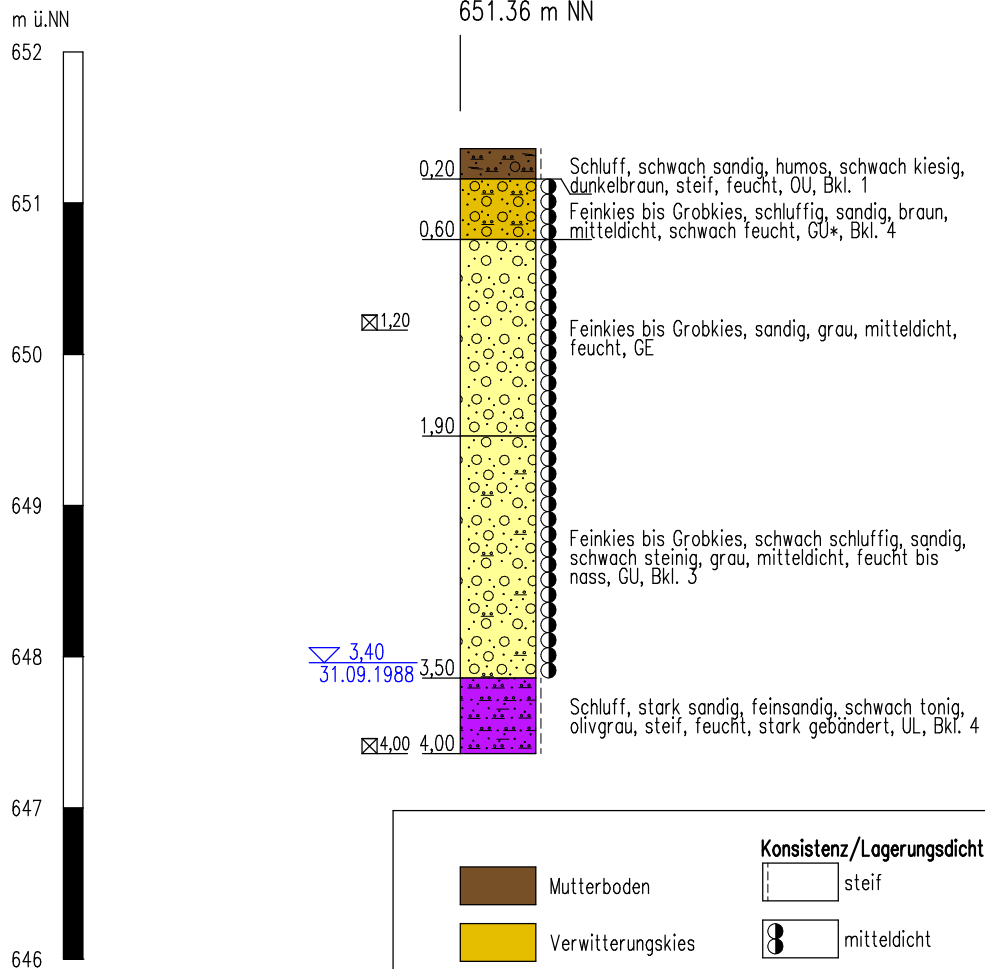 651.36 m NN
m ü.NN
652
651
650
649
648
647
646
0,20
Schluff, schwach sandig, humos, schwach kiesig,
dunkelbraun, steif, feucht, OU, Bkl. 1
0,60
Feinkies bis Grobkies, schluffig, sandig, braun,
mitteldicht, schwach feucht, GU*, Bkl. 4
1,20
Feinkies bis Grobkies, sandig, grau, mitteldicht,
feucht, GE
1,90
Feinkies bis Grobkies, schwach schluffig, sandig,
schwach steinig, grau, mitteldicht, feucht bis
nass, GU, Bkl. 3
3,40
31.09.1988
3,50
Schluff, stark sandig, feinsandig, schwach tonig,
olivgrau, steif, feucht, stark gebändert, UL, Bkl. 4
4,00
4,00
Konsistenz/Lagerungsdicht
Mutterboden
steif
Verwitterungskies
mitteldicht